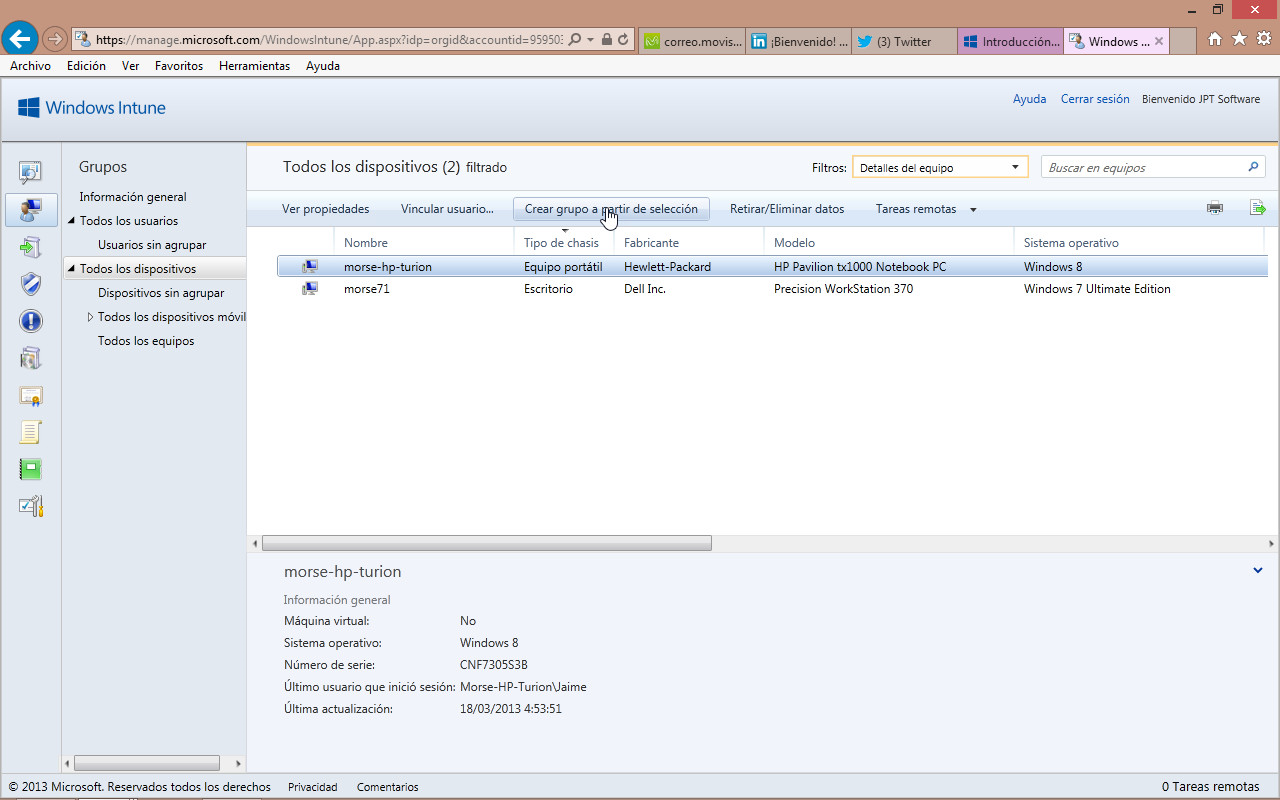 https://manage.microsoft.com/WindowsIntune/App.aspx?idp=orgid&accountid=95950
correo.movis...
¡Bienvenido! ...
(3) Twitter
Introducción...
Windows ...
Archivo Edición Ver Favoritos Herramientas Ayuda
Windows Intune
Ayuda Cerrar sesión Bienvenido JPT Software
Grupos
Información general
Todos los usuarios
Usuarios sin agrupar
Todos los dispositivos
Dispositivos sin agrupar
Todos los dispositivos móvil
Todos los equipos
Todos los dispositivos (2) filtrado
Filtros: Detalles del equipo
Buscar en equipos
Ver propiedades Vincular usuario... Crear grupo a partir de selección Retirar/Eliminar datos Tareas remotas
Nombre Tipo de chasis Fabricante Modelo Sistema operativo
morse-hp-turion Equipo portátil Hewlett-Packard HP Pavilion tx1000 Notebook PC Windows 8
morse71 Escritorio Dell Inc. Precision WorkStation 370 Windows 7 Ultimate Edition
morse-hp-turion
Información general
Máquina virtual: No
Sistema operativo: Windows 8
Número de serie: CNF7305S3B
Último usuario que inició sesión: Morse-HP-Turion\Jaime
Última actualización: 18/03/2013 4:53:51
© 2013 Microsoft. Reservados todos los derechos Privacidad Comentarios
0 Tareas remotas